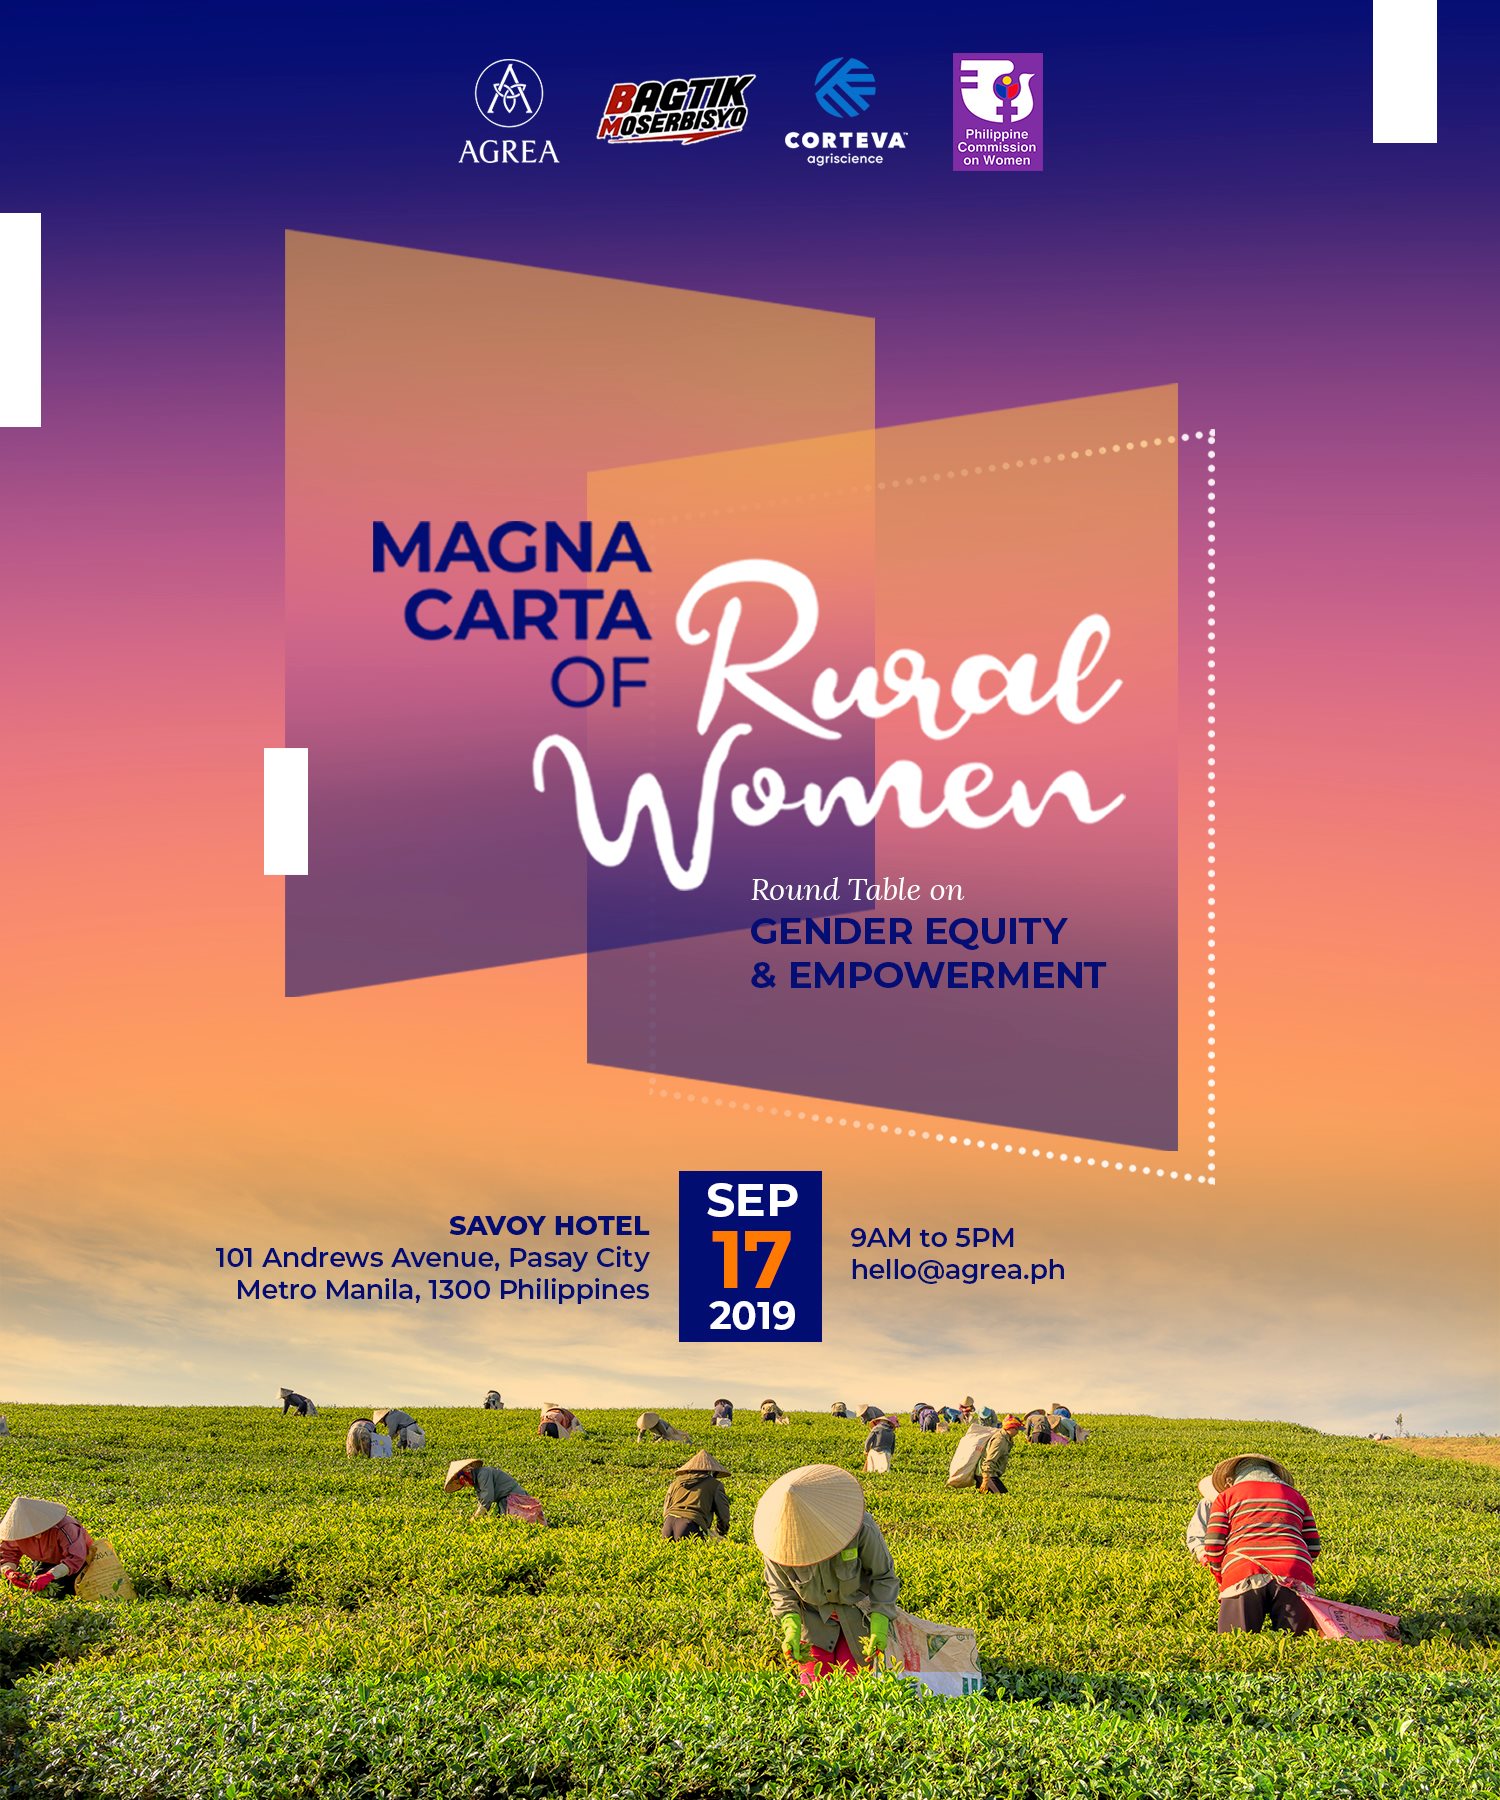 AGREA
BAGTIK
MOSERBISYO
CORTEVA™
agriscience
Philippine
Commission
on Women
MAGNA
CARTA
OF
Rural
Women
Round Table on
GENDER EQUITY
& EMPOWERMENT
SAVOY HOTEL
101 Andrews Avenue, Pasay City
Metro Manila, 1300 Philippines
SEP
17
2019
9AM to 5PM
hello@agrea.ph